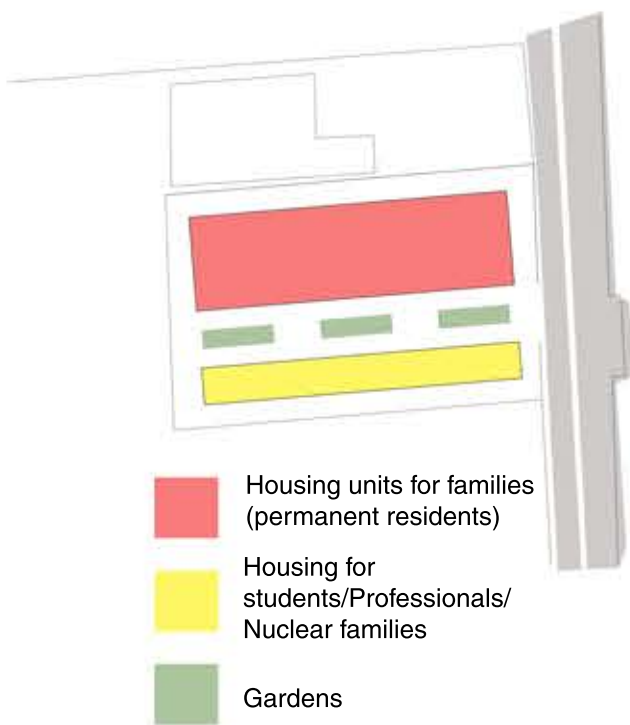 Housing units for families
(permanent residents)
Housing for
students/Professionals/
Nuclear families
Gardens